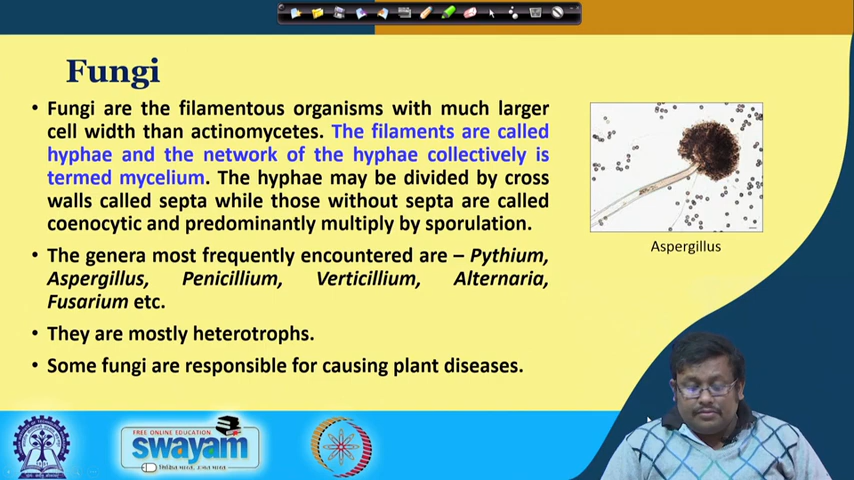 Fungi
• Fungi are the filamentous organisms with much larger
cell width than actinomycetes. The filaments are called
hyphae and the network of the hyphae collectively is
termed mycelium. The hyphae may be divided by cross
walls called septa while those without septa are called
coenocytic and predominantly multiply by sporulation.
• The genera most frequently encountered are – Pythium,
Aspergillus, Penicillium, Verticillium, Alternaria,
Fusarium etc.
• They are mostly heterotrophs.
• Some fungi are responsible for causing plant diseases.
Aspergillus
FREE ONLINE EDUCATION
swayam